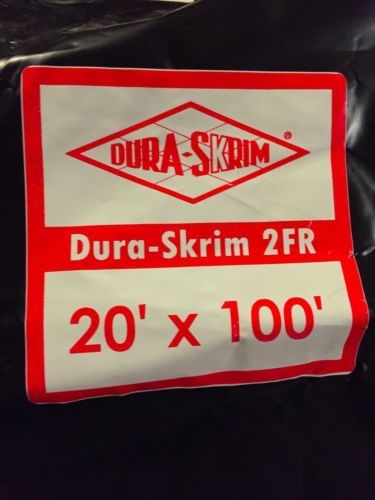 DURA-SKRIM®
Dura-Skrim 2FR
20' x 100'